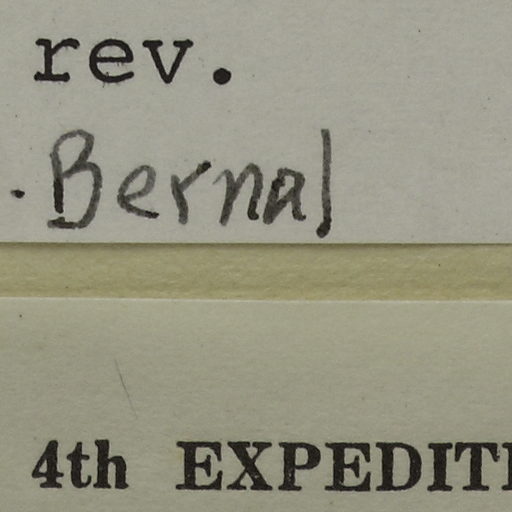 rev.
. Bernal
4th EXPEDITI